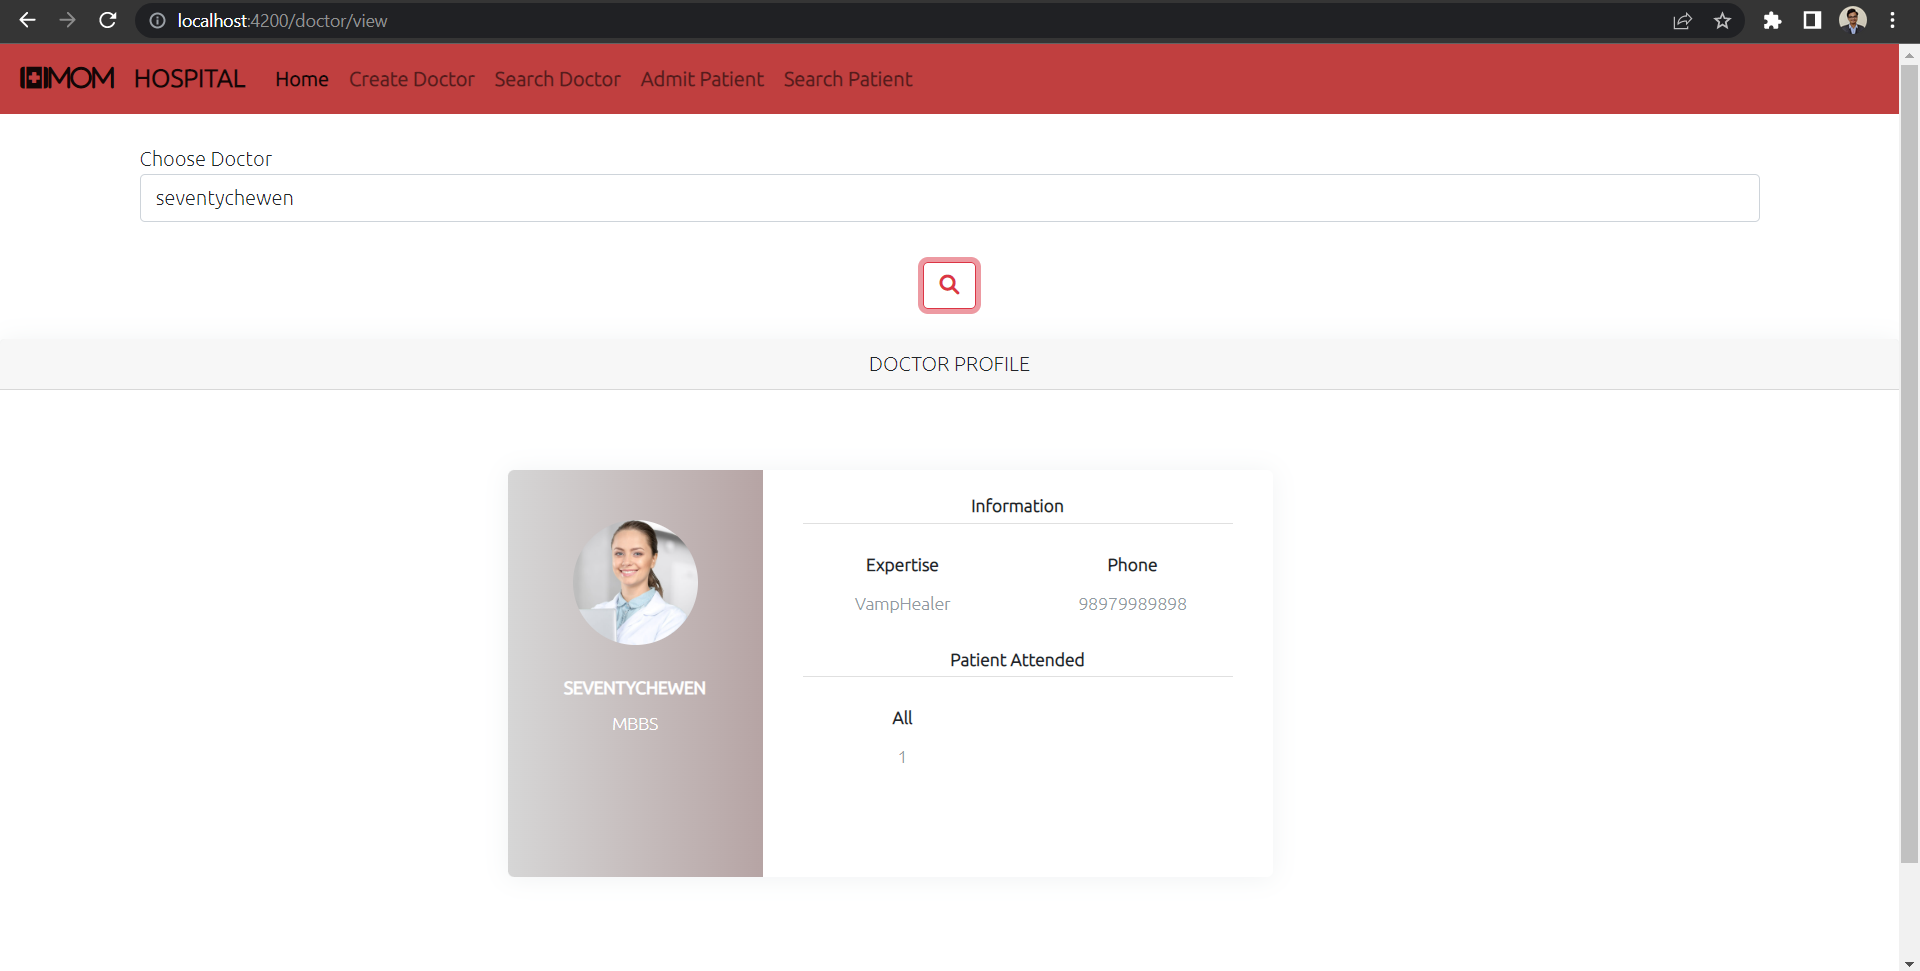 localhost:4200/doctor/view
MOM HOSPITAL Home Create Doctor Search Doctor Admit Patient Search Patient
Choose Doctor
seventychewen
DOCTOR PROFILE
SEVENTYCHEWEN
MBBS
Information
Expertise Phone
VampHealer 98979989898
Patient Attended
All
1